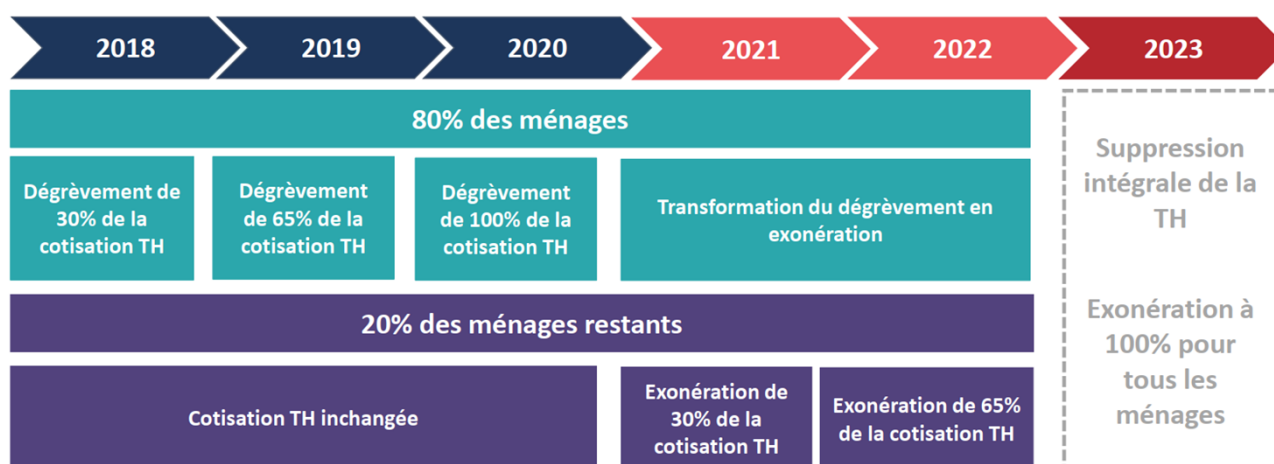 2018
2019
2020
2021
2022
2023
80% des ménages
Dégrèvement de
30% de la
cotisation TH
Dégrèvement
de 65% de la
cotisation TH
Dégrèvement
de 100% de la
cotisation TH
Transformation du dégrèvement en
exonération
20% des ménages restants
Cotisation TH inchangée
Exonération de
30% de la
cotisation TH
Exonération de 65%
de la cotisation TH
Suppression
intégrale de la
TH
Exonération à
100% pour
tous les
ménages